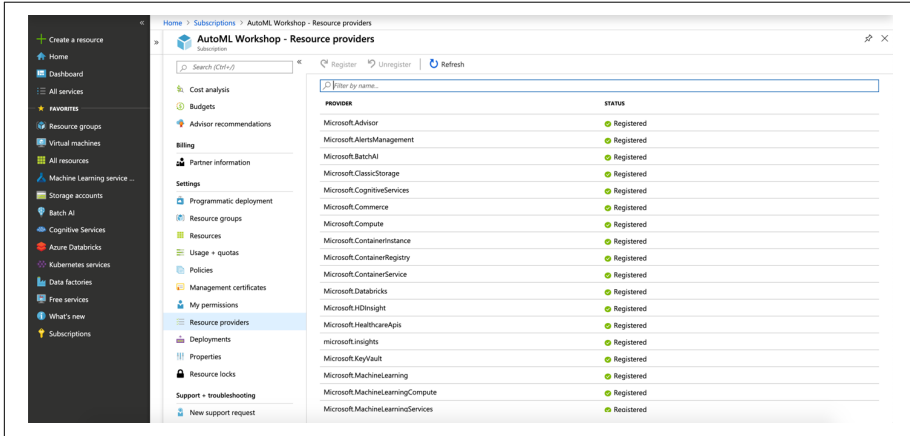 Home > Subscriptions > AutoML Workshop - Resource providers
Create a resource
Home
Dashboard
All services
FAVORITES
Resource groups
Virtual machines
All resources
Machine Learning service ...
Storage accounts
Batch AI
Cognitive Services
Azure Databricks
Kubernetes services
Data factories
Free services
What's new
Subscriptions
AutoML Workshop - Resource providers
Subscription
Search (Ctrl+/)
Cost analysis
Budgets
Advisor recommendations
Billing
Partner information
Settings
Programmatic deployment
Resource groups
Resources
Usage + quotas
Policies
Management certificates
My permissions
Resource providers
Deployments
Properties
Resource locks
Support + troubleshooting
New support request
Register Unregister Refresh
Filter by name...
PROVIDER STATUS
Microsoft.Advisor Registered
Microsoft.AlertsManagement Registered
Microsoft.BatchAI Registered
Microsoft.ClassicStorage Registered
Microsoft.CognitiveServices Registered
Microsoft.Commerce Registered
Microsoft.Compute Registered
Microsoft.ContainerInstance Registered
Microsoft.ContainerRegistry Registered
Microsoft.ContainerService Registered
Microsoft.Databricks Registered
Microsoft.HDInsight Registered
Microsoft.HealthcareApis Registered
microsoft.insights Registered
Microsoft.KeyVault Registered
Microsoft.MachineLearning Registered
Microsoft.MachineLearningCompute Registered
Microsoft.MachineLearningServices Registered